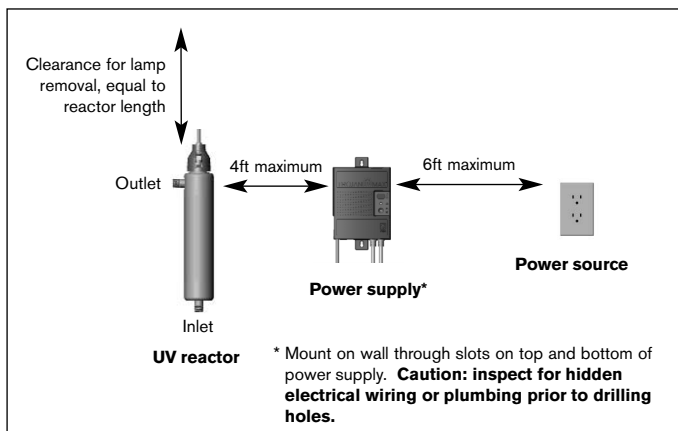 Clearance for lamp
removal, equal to
reactor length
4ft maximum
6ft maximum
Outlet
Power source
Power supply*
Inlet
UV reactor
* Mount on wall through slots on top and bottom of
power supply. Caution: inspect for hidden
electrical wiring or plumbing prior to drilling
holes.